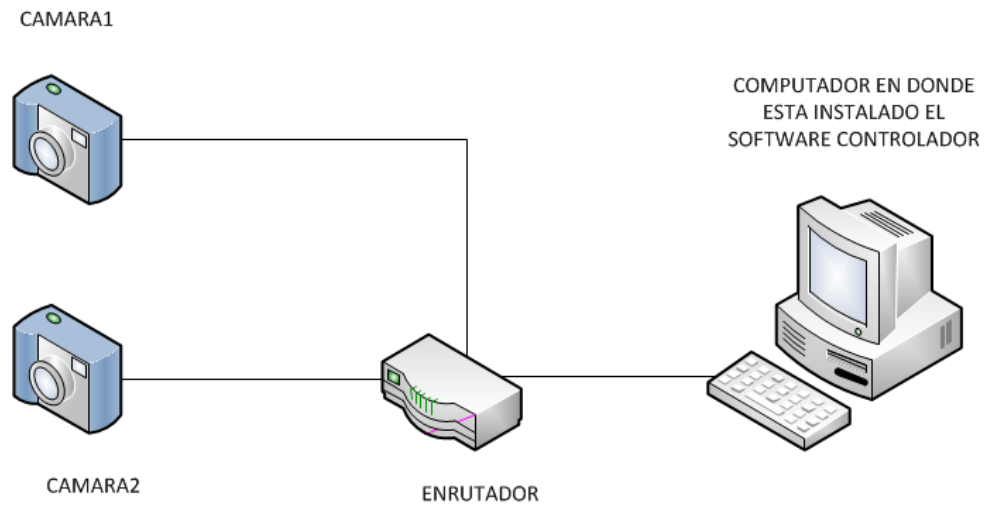 CAMARA1
COMPUTADOR EN DONDE
ESTA INSTALADO EL
SOFTWARE CONTROLADOR
CAMARA2
ENRUTADOR